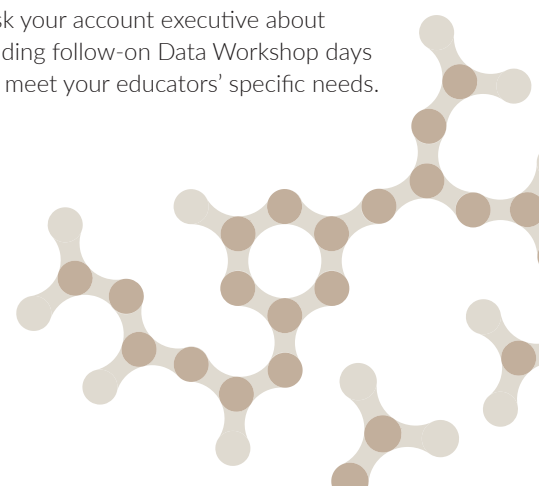 sk your account executive about
ding follow-on Data Workshop days
meet your educators’ specific needs.